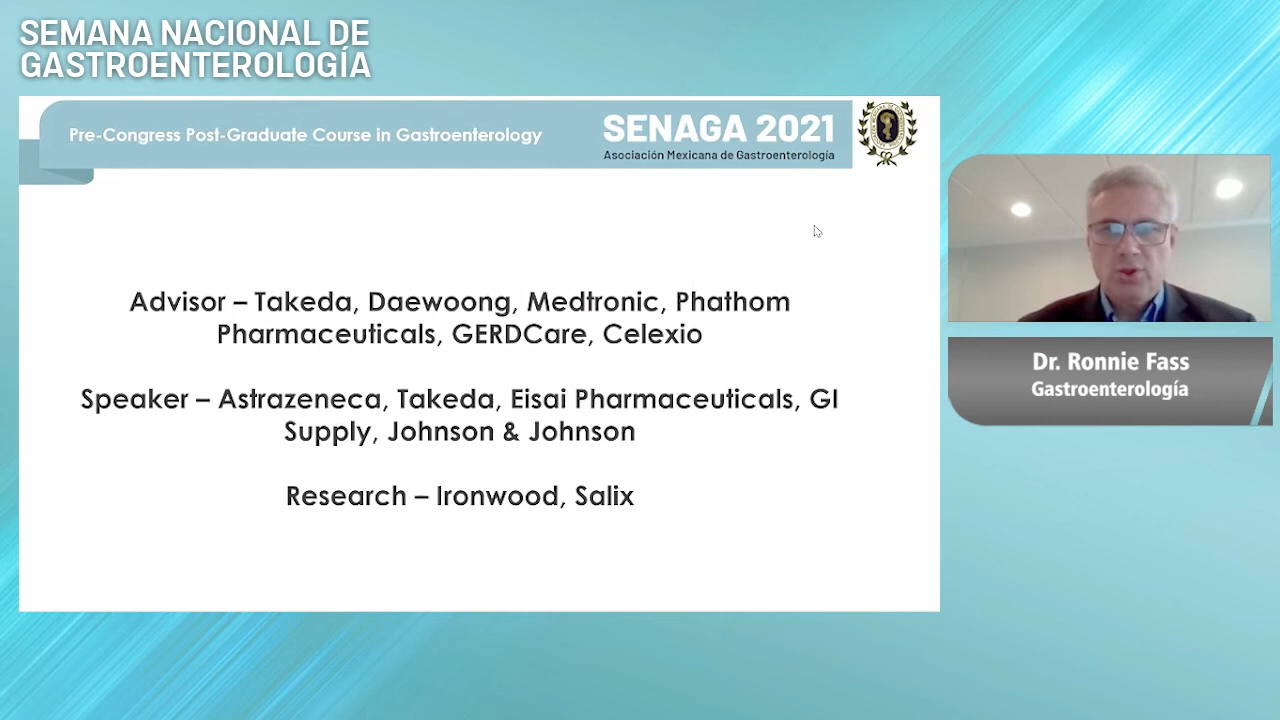 SEMANA NACIONAL DE
GASTROENTEROLOGÍA
Pre-Congress Post-Graduate Course in Gastroenterology
SENAGA 2021
Asociación Mexicana de Gastroenterología
Advisor – Takeda, Daewoong, Medtronic, Phathom
Pharmaceuticals, GERDCare, Celexio
Speaker – Astrazeneca, Takeda, Eisai Pharmaceuticals, GI
Supply, Johnson & Johnson
Research – Ironwood, Salix
Dr. Ronnie Fass
Gastroenterología